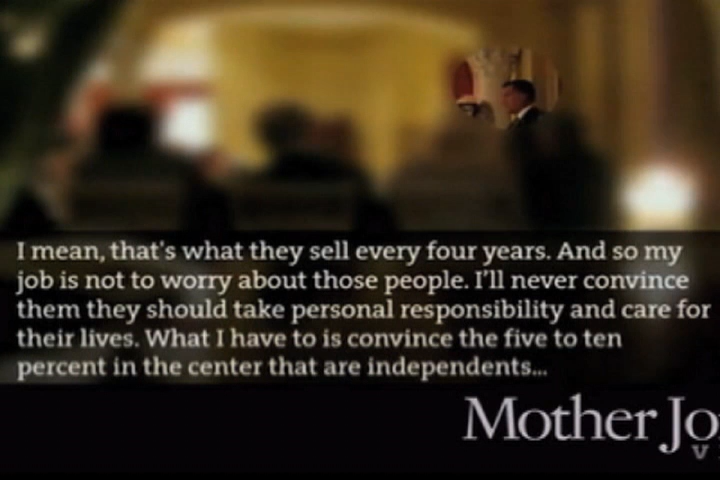 I mean, that's what they sell every four years. And so my
job is not to worry about those people. I'll never convince
them they should take personal responsibility and care for
their lives. What I have to is convince the five to ten
percent in the center that are independents...
Mother Jo
V